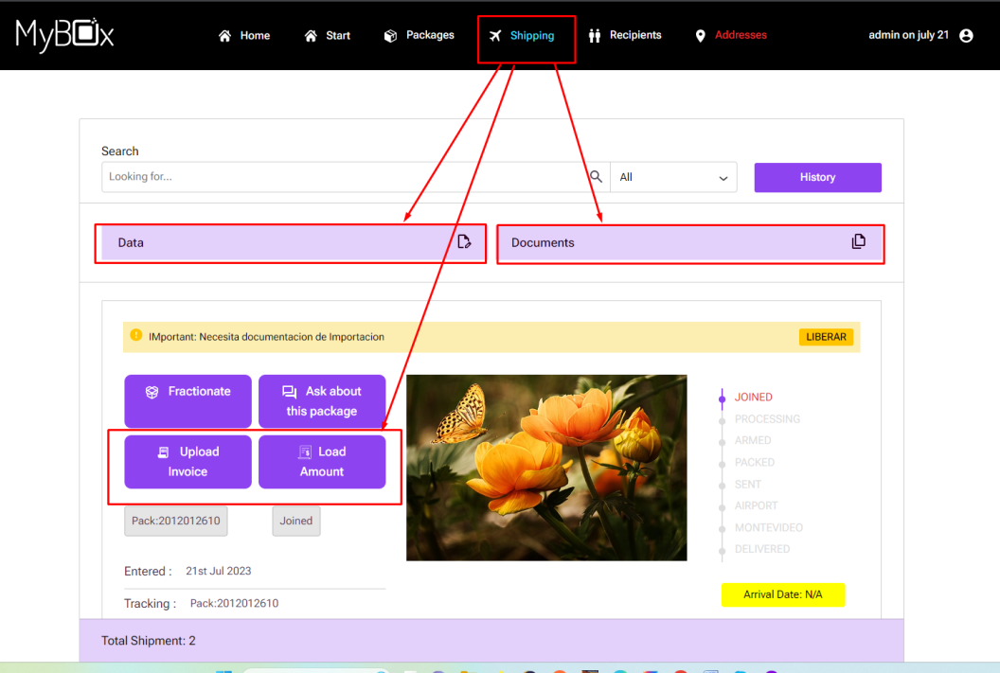 MyBOx
Home
Start
Packages
Shipping
Recipients
Addresses
admin on july 21
Search
Looking for...
All
History
Data
Documents
IMportant: Necesita documentacion de Importacion
LIBERAR
Fractionate
Ask about
this package
Upload
Invoice
Load
Amount
Pack:2012012610
Joined
Entered : 21st Jul 2023
Tracking : Pack:2012012610
JOINED
PROCESSING
ARMED
PACKED
SENT
AIRPORT
MONTEVIDEO
DELIVERED
Arrival Date: N/A
Total Shipment: 2